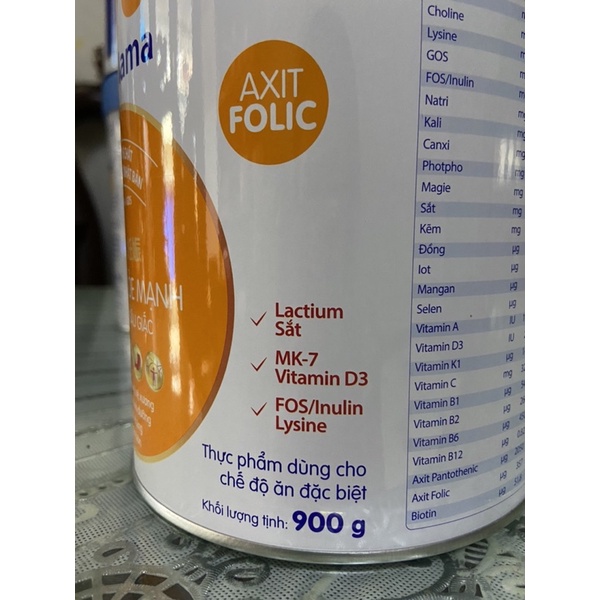 AXIT
FOLIC
E MẠNH
Lactium
Sắt
MK-7
Vitamin D3
FOS/Inulin
Lysine
Thực phẩm dùng cho
chế độ ăn đặc biệt
Khối lượng tịnh: 900 g
Choline
Lysine
GOS
FOS/Inulin
Natri
Kali
Canxi
Photpho
Magie
Sắt mg
Kẽm mg
Đồng µg
Iot µg
Mangan µg
Selen µg
Vitamin A IU
Vitamin D3 IU
Vitamin K1 µg
Vitamin C mg
Vitamin B1 µg
Vitamin B2 µg
Vitamin B6 µg
Vitamin B12 µg
Axit Pantothenic µg
Axit Folic µg
Biotin µg